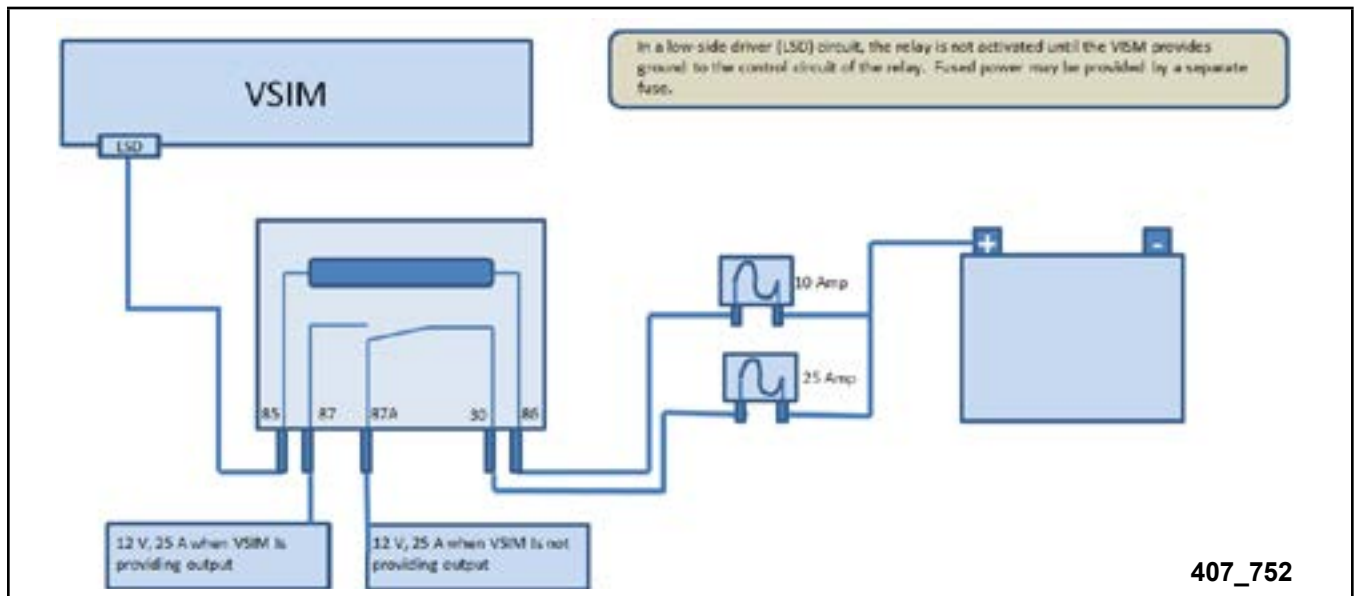 VSIM
In a low-side driver (LSD) circuit, the relay is not activated until the VISM provides
ground to the control circuit of the relay. Fused power may be provided by a separate
fuse.
LSD
+
-
10 Amp
25 Amp
85
87
87A
30
86
12 V, 25 A when VSIM Is
providing output
12 V, 25 A when VSIM Is not
providing output
407_752